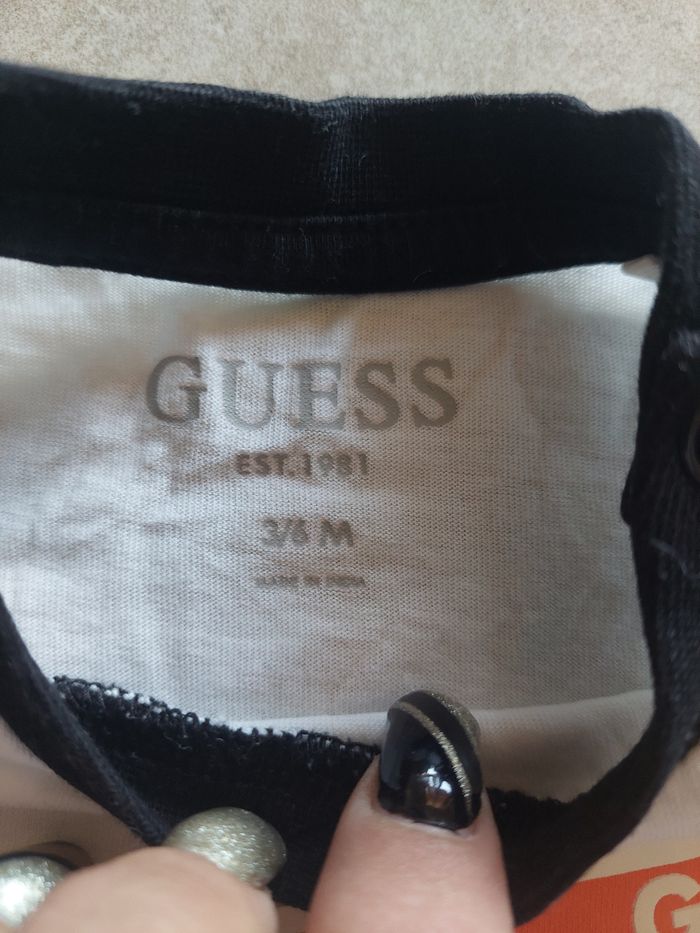 GUESS
EST. 1981
3/6 M
MADE IN INDIA
G